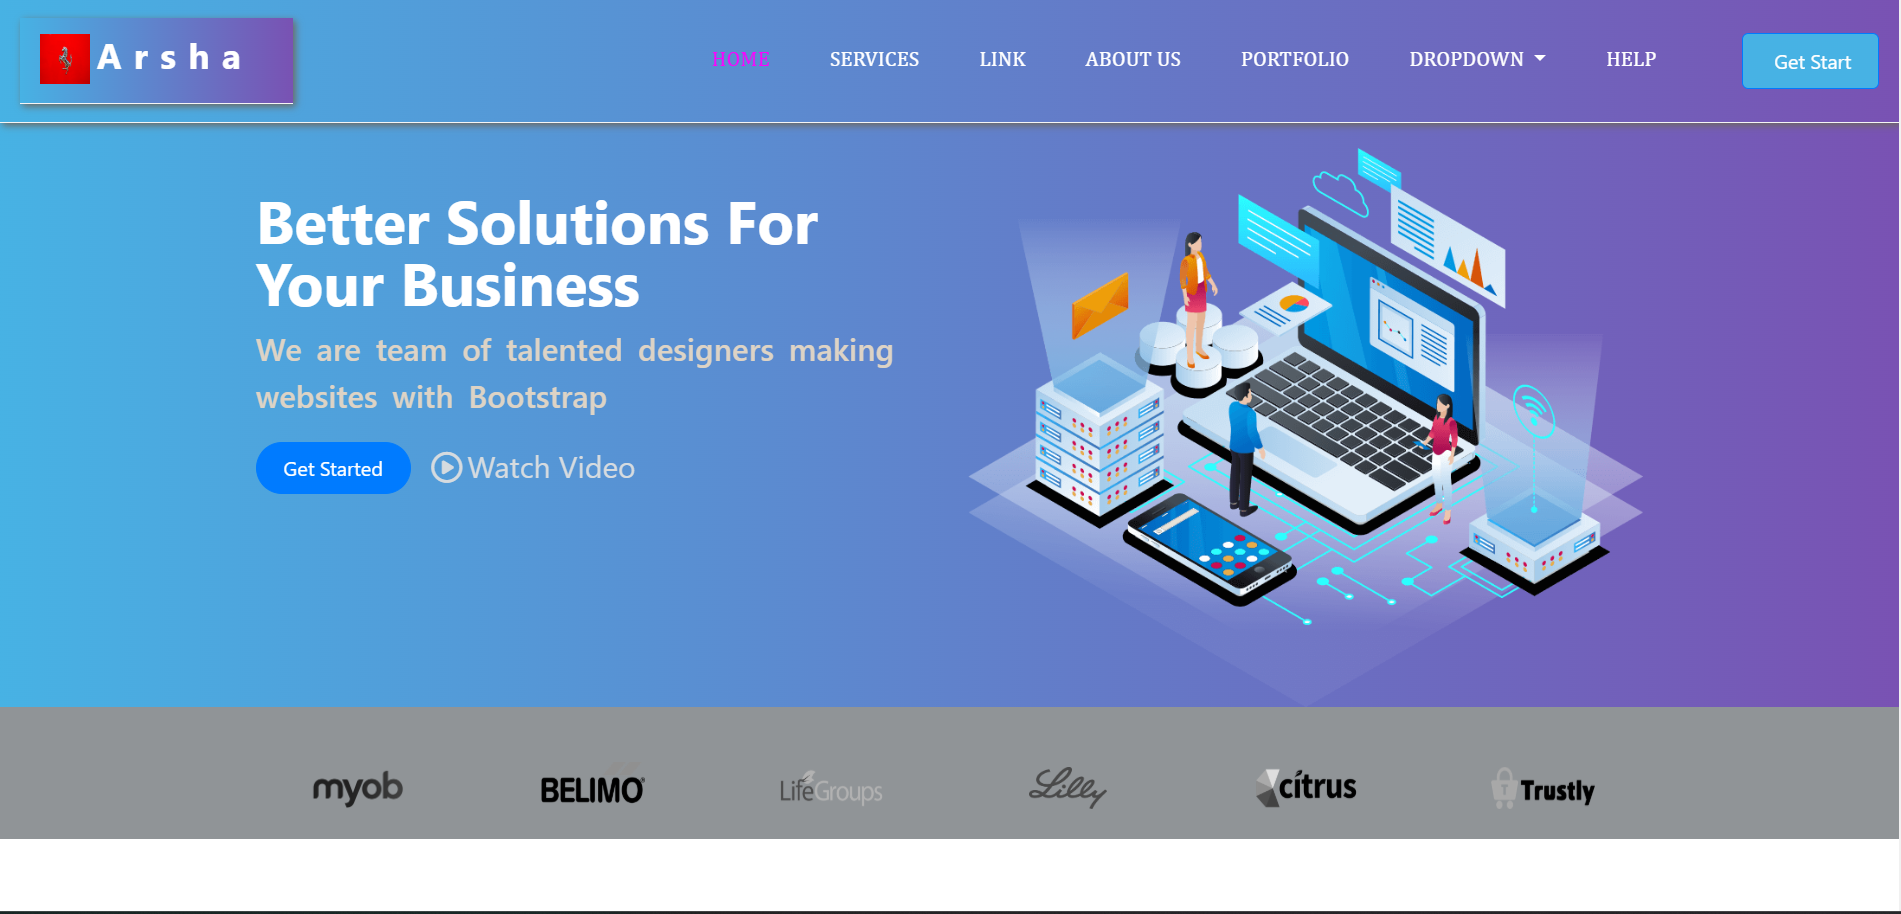 Arsha
HOME SERVICES LINK ABOUT US PORTFOLIO DROPDOWN HELP
Get Start
Better Solutions For
Your Business
We are team of talented designers making
websites with Bootstrap
Get Started Watch Video
myob BELIMO® LifeGroups Lilly citrus T Trustly